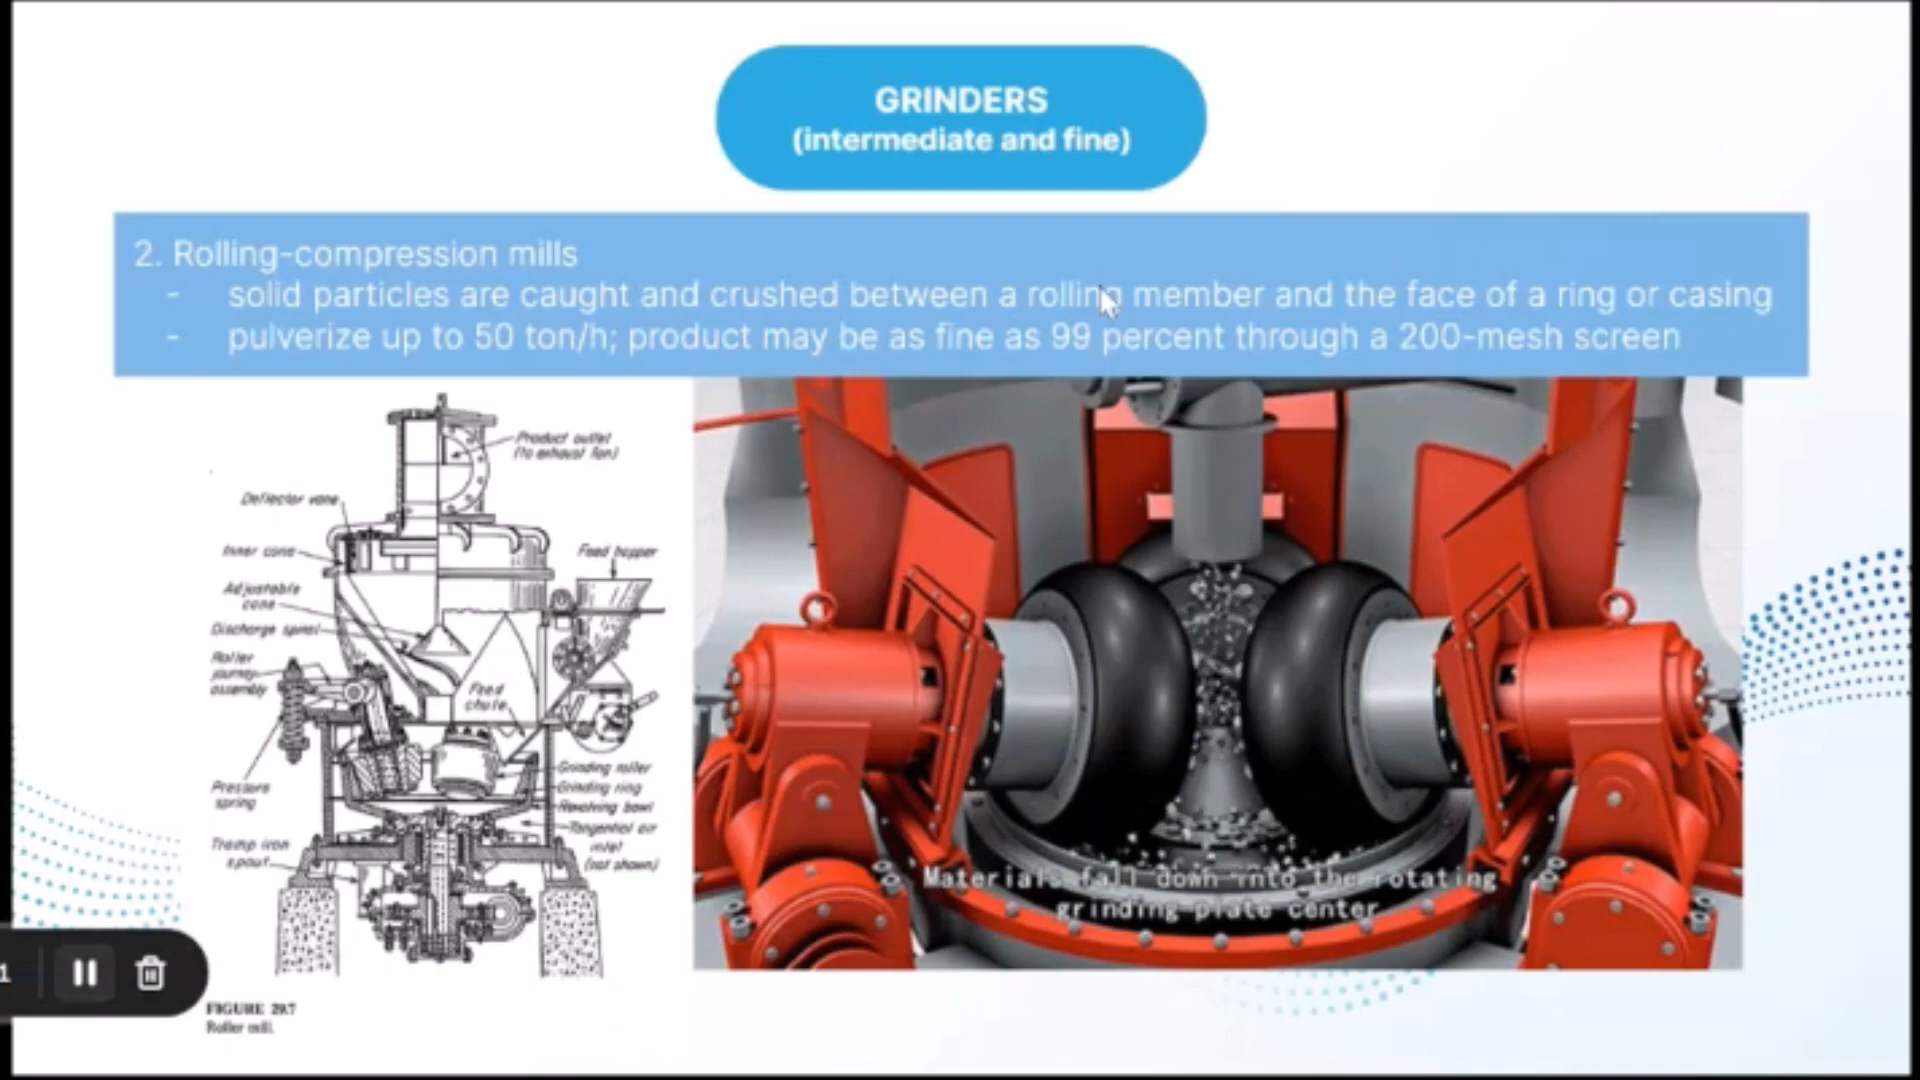 GRINDERS
(intermediate and fine)
2. Rolling-compression mills
- solid particles are caught and crushed between a rolling member and the face of a ring or casing
- pulverize up to 50 ton/h; product may be as fine as 99 percent through a 200-mesh screen
Product outlet
(to exhaust fan)
Deflector vane
Inner cone
Feed hopper
Adjustable
cone
Discharge spinal
Roller
journey
assembly
Feed
chute
Grinding roller
Pressure
spring
Grinding ring
Revolving bowl
Tangential air
inlet
(not shown)
Tramp iron
spout
Materials fall down into the rotating
grinding plate center
1
FIGURE 29.7
Roller mill.